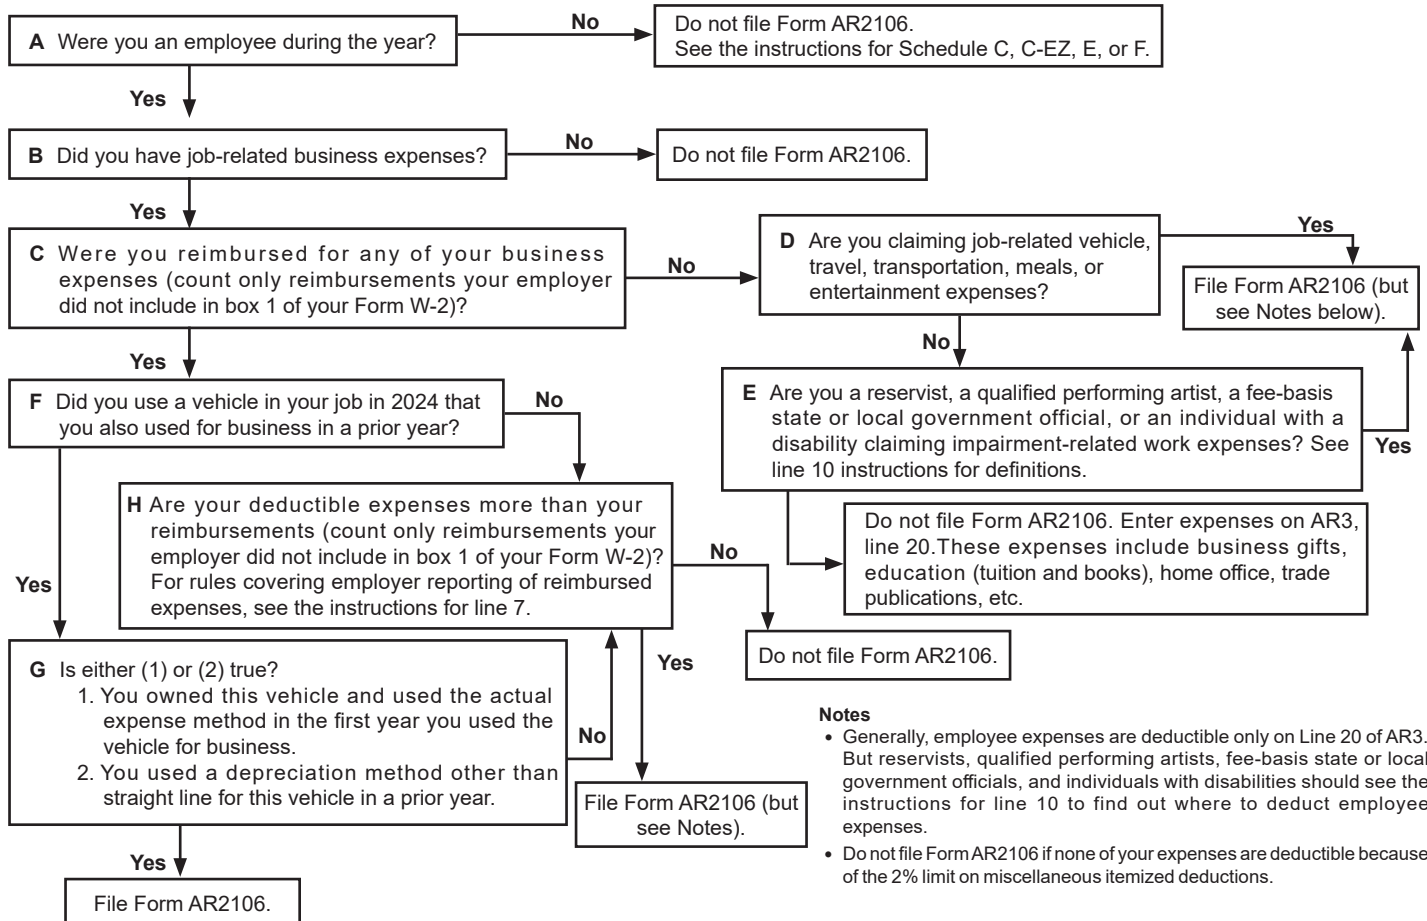 A Were you an employee during the year?
No
Do not file Form AR2106.
See the instructions for Schedule C, C-EZ, E, or F.
Yes
B Did you have job-related business expenses?
No
Do not file Form AR2106.
Yes
C Were you reimbursed for any of your business
expenses (count only reimbursements your employer
did not include in box 1 of your Form W-2)?
No
D Are you claiming job-related vehicle,
travel, transportation, meals, or
entertainment expenses?
Yes
File Form AR2106 (but
see Notes below).
No
Yes
E Are you a reservist, a qualified performing artist, a fee-basis
state or local government official, or an individual with a
disability claiming impairment-related work expenses? See
line 10 instructions for definitions.
Yes
Do not file Form AR2106. Enter expenses on AR3,
line 20.These expenses include business gifts,
education (tuition and books), home office, trade
publications, etc.
F Did you use a vehicle in your job in 2024 that
you also used for business in a prior year?
No
H Are your deductible expenses more than your
reimbursements (count only reimbursements your
employer did not include in box 1 of your Form W-2)?
For rules covering employer reporting of reimbursed
expenses, see the instructions for line 7.
No
Do not file Form AR2106.
Yes
Yes
G Is either (1) or (2) true?
1. You owned this vehicle and used the actual
expense method in the first year you used the
vehicle for business.
2. You used a depreciation method other than
straight line for this vehicle in a prior year.
No
File Form AR2106 (but
see Notes).
Yes
File Form AR2106.
Notes
• Generally, employee expenses are deductible only on Line 20 of AR3.
But reservists, qualified performing artists, fee-basis state or local
government officials, and individuals with disabilities should see the
instructions for line 10 to find out where to deduct employee
expenses.
• Do not file Form AR2106 if none of your expenses are deductible because
of the 2% limit on miscellaneous itemized deductions.